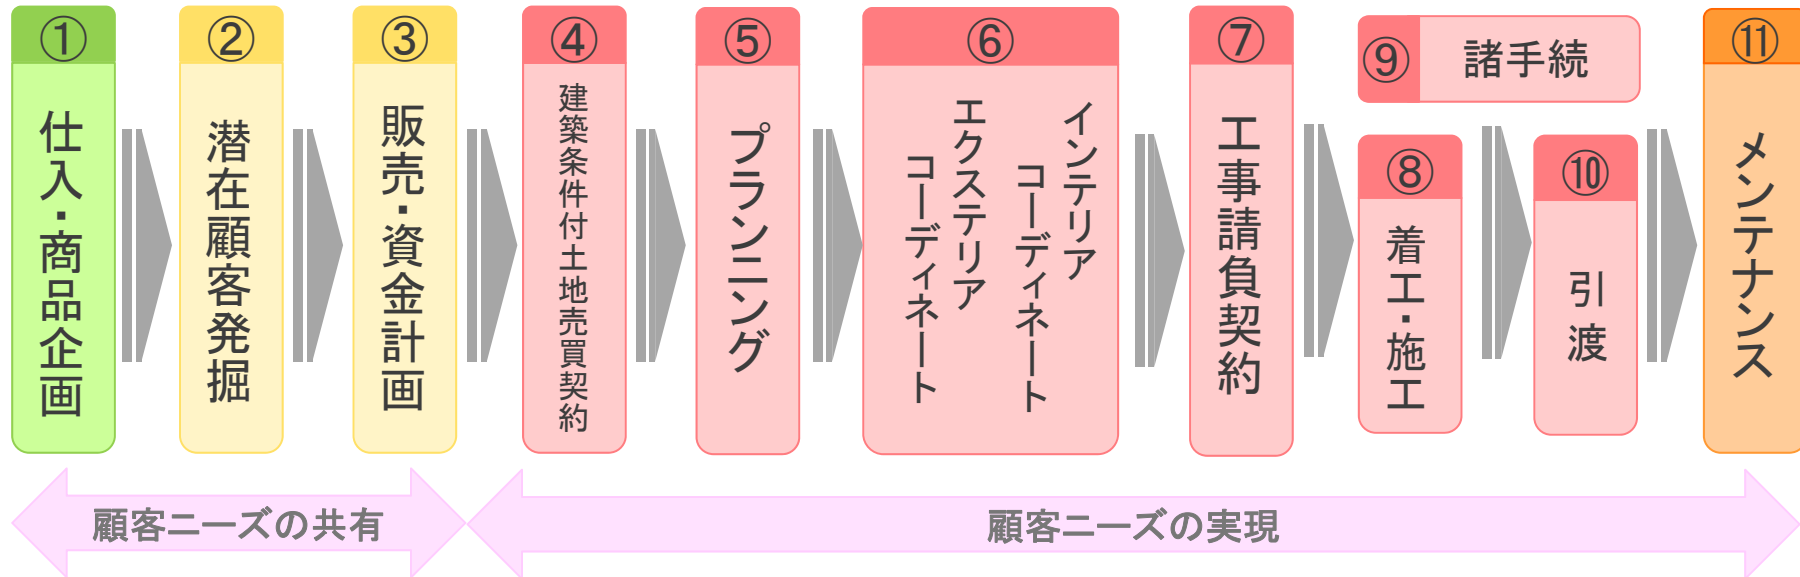 ①
仕入・商品企画
②
潜在顧客発掘
③
販売・資金計画
④
建築条件付土地売買契約
⑤
プランニング
⑥
インテリア
コーディネート
エクステリア
コーディネート
⑦
工事請負契約
⑧
着工・施工
⑨ 諸手続
⑩
引渡
⑪
メンテナンス
顧客ニーズの共有
顧客ニーズの実現